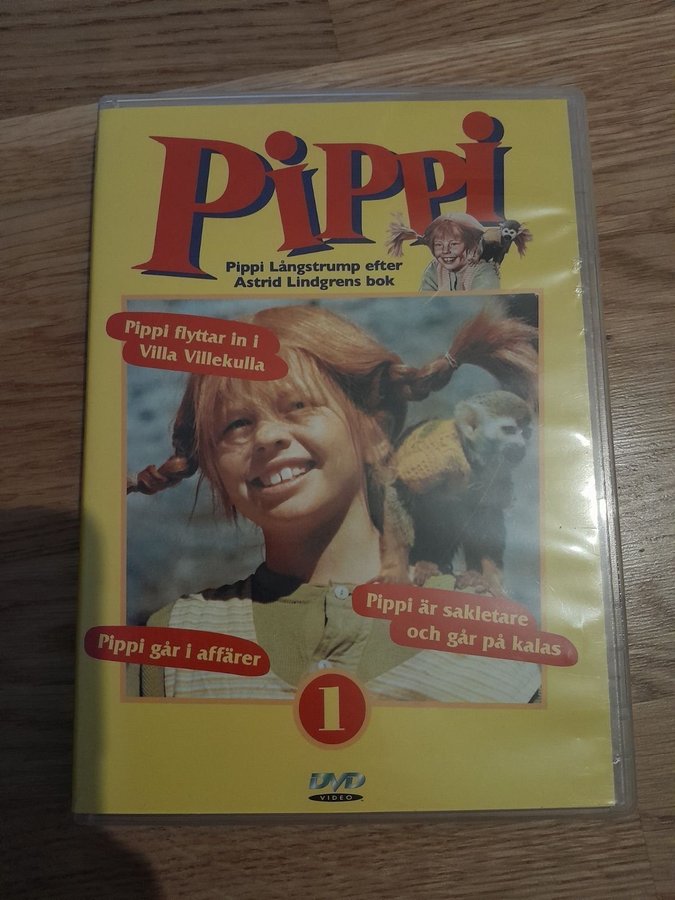 Pippi
Pippi Långstrump efter
Astrid Lindgrens bok
Pippi flyttar in i
Villa Villekulla
Pippi är sakletare
och går på kalas
Pippi går i affärer
1
DVD
VIDEO